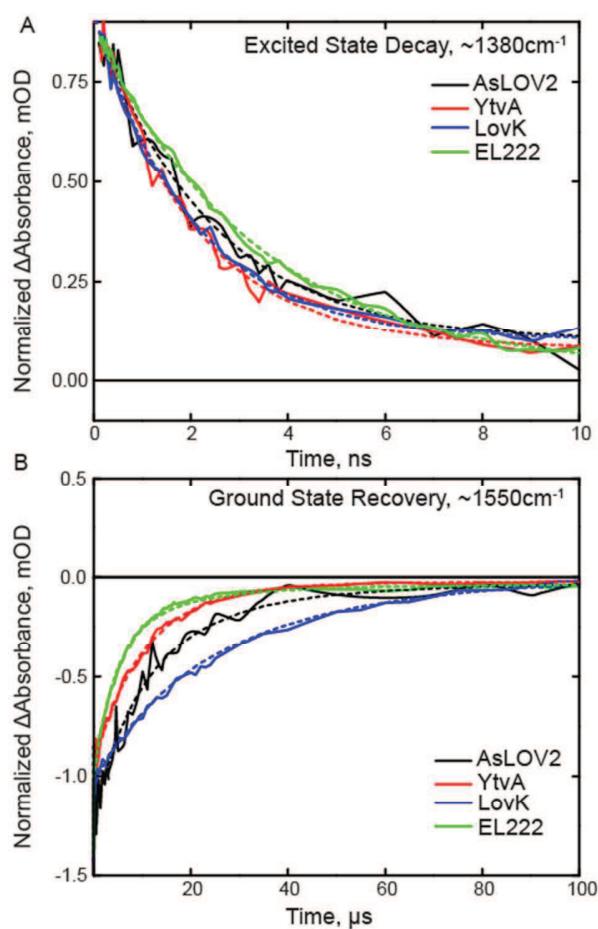 A
Excited State Decay, ~1380cm⁻¹
AsLOV2
YtvA
LovK
EL222
Normalized ΔAbsorbance, mOD
0.75
0.50
0.25
0.00
0 2 4 6 8 10
Time, ns
B
Ground State Recovery, ~1550cm⁻¹
Normalized ΔAbsorbance, mOD
0.5
0.0
-0.5
-1.0
-1.5
AsLOV2
YtvA
LovK
EL222
20 40 60 80 100
Time, µs